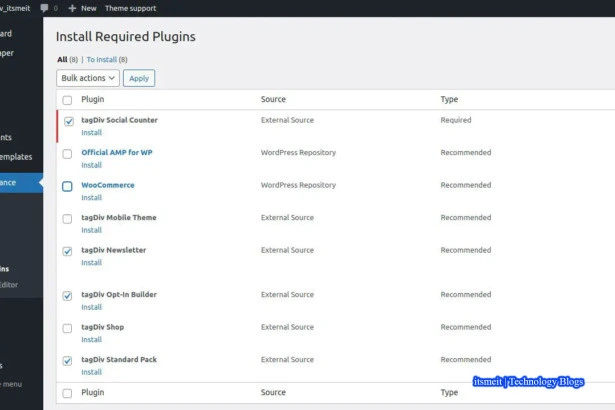 v_itsmeit 0 New Theme support
ard
Install Required Plugins
per
All (8) | To Install (8)
Bulk actions Apply
Plugin Source Type
tagDiv Social Counter External Source Required
Install
nts
Official AMP for WP WordPress Repository Recommended
emplates
Install
ance
WooCommerce WordPress Repository Recommended
Install
tagDiv Mobile Theme External Source Recommended
Install
tagDiv Newsletter External Source Recommended
Install
ins
Editor
tagDiv Opt-In Builder External Source Recommended
Install
tagDiv Shop External Source Recommended
Install
tagDiv Standard Pack External Source Recommended
s
Install
e menu
itsmeit | Technology Blogs
Plugin Source Type